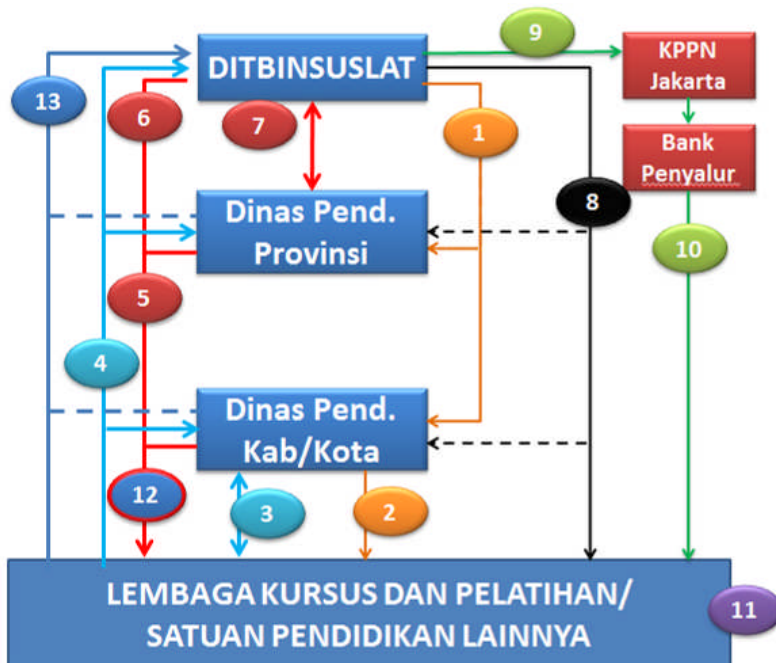 9
DITBINSUSLAT
KPPN
Jakarta
13
6
7
1
Bank
Penyalur
8
Dinas Pend.
Provinsi
10
5
4
Dinas Pend.
Kab/Kota
12
3
2
LEMBAGA KURSUS DAN PELATIHAN/
SATUAN PENDIDIKAN LAINNYA
11